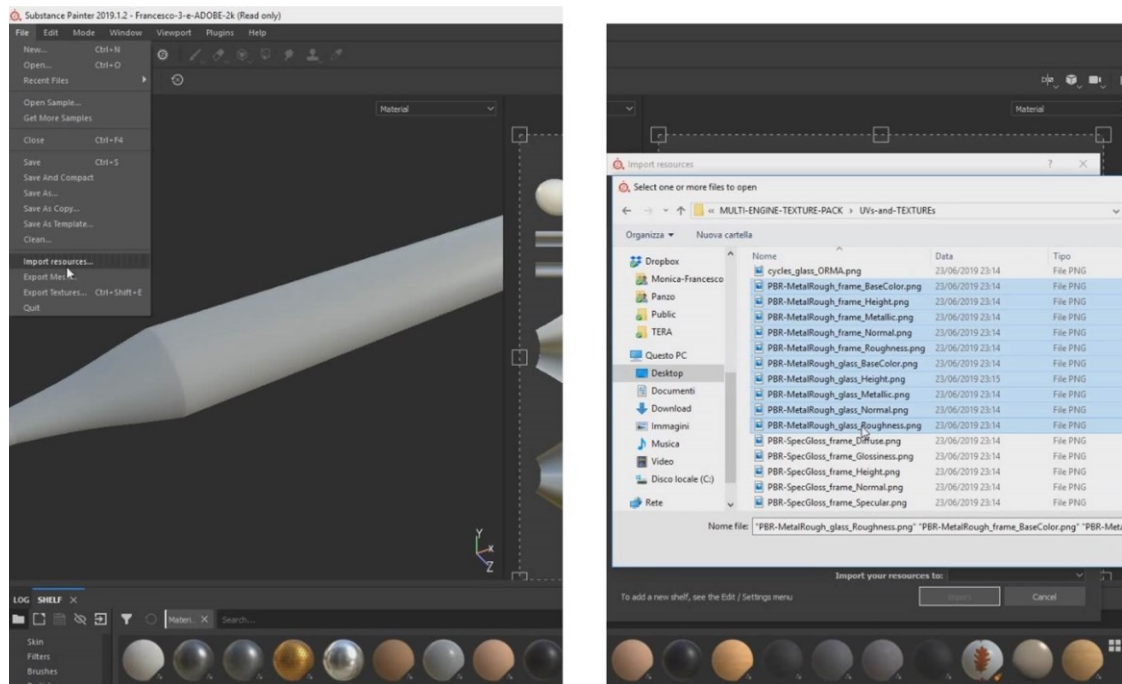 Substance Painter 2019.1.2 - Francesco-3-e-ADOBE-2k (Read only)
File Edit Mode Window Viewport Plugins Help
New... Ctrl+N
Open... Ctrl+O
Recent Files
Open Sample...
Get More Samples
Close Ctrl+F4
Save Ctrl+S
Save And Compact
Save As...
Save As Copy...
Save As Template...
Clean...
Import resources...
Export Textures... Ctrl+Shift+E
Quit
Material
Y
X
Z
LOG SHELF
Materi... Search...
Skin
Filters
Brushes
Material
Import resources
Select one or more files to open
« MULTI-ENGINE-TEXTURE-PACK > UVs-and-TEXTUREs
Organizza Nuova cartella
Dropbox
Monica-Francesco
Panzo
Public
TERA
Questo PC
Desktop
Documenti
Download
Immagini
Musica
Video
Disco locale (C:)
Rete
Nome Data Tipo
cycles_glass_ORMA.png 23/06/2019 23:14 File PNG
PBR-MetalRough_frame_BaseColor.png 23/06/2019 23:14 File PNG
PBR-MetalRough_frame_Height.png 23/06/2019 23:14 File PNG
PBR-MetalRough_frame_Metallic.png 23/06/2019 23:14 File PNG
PBR-MetalRough_frame_Normal.png 23/06/2019 23:14 File PNG
PBR-MetalRough_frame_Roughness.png 23/06/2019 23:14 File PNG
PBR-MetalRough_glass_BaseColor.png 23/06/2019 23:14 File PNG
PBR-MetalRough_glass_Height.png 23/06/2019 23:15 File PNG
PBR-MetalRough_glass_Metallic.png 23/06/2019 23:14 File PNG
PBR-MetalRough_glass_Normal.png 23/06/2019 23:14 File PNG
PBR-MetalRough_glass_Roughness.png 23/06/2019 23:14 File PNG
PBR-SpecGloss_frame_Diffuse.png 23/06/2019 23:14 File PNG
PBR-SpecGloss_frame_Glossiness.png 23/06/2019 23:14 File PNG
PBR-SpecGloss_frame_Height.png 23/06/2019 23:14 File PNG
PBR-SpecGloss_frame_Normal.png 23/06/2019 23:14 File PNG
PBR-SpecGloss_frame_Specular.png 23/06/2019 23:14 File PNG
Nome file: "PBR-MetalRough_glass_Roughness.png" "PBR-MetalRough_frame_BaseColor.png" "PBR-Meta
Import your resources to:
To add a new shelf, see the Edit / Settings menu
Cancel